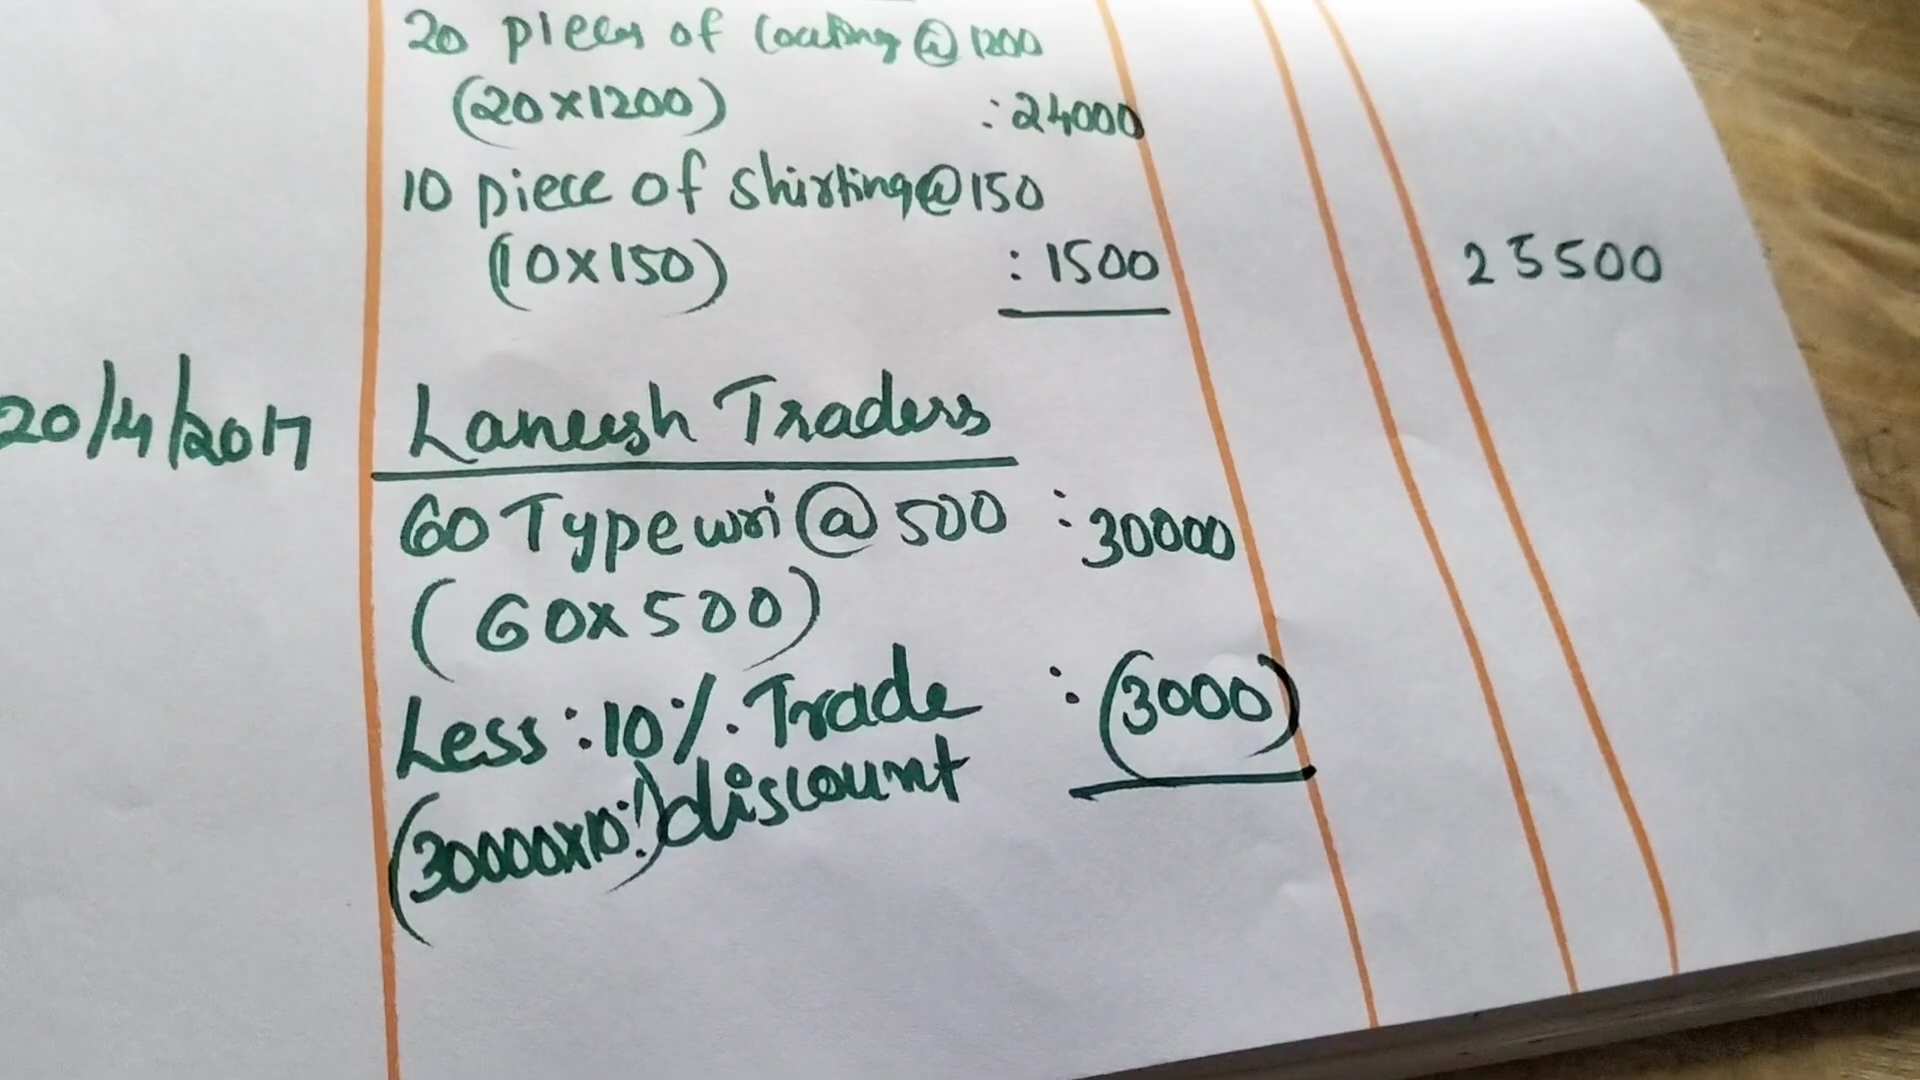 20 pieces of Coating @ 1200
(20x1200) : 24000
10 piece of Shirting @ 150
(10x150) : 1500 25500
20/4/2017 Laneesh Traders
60 Typewri @ 500 : 30000
(60x500)
Less : 10%. Trade : (3000)
(30000x10%) discount